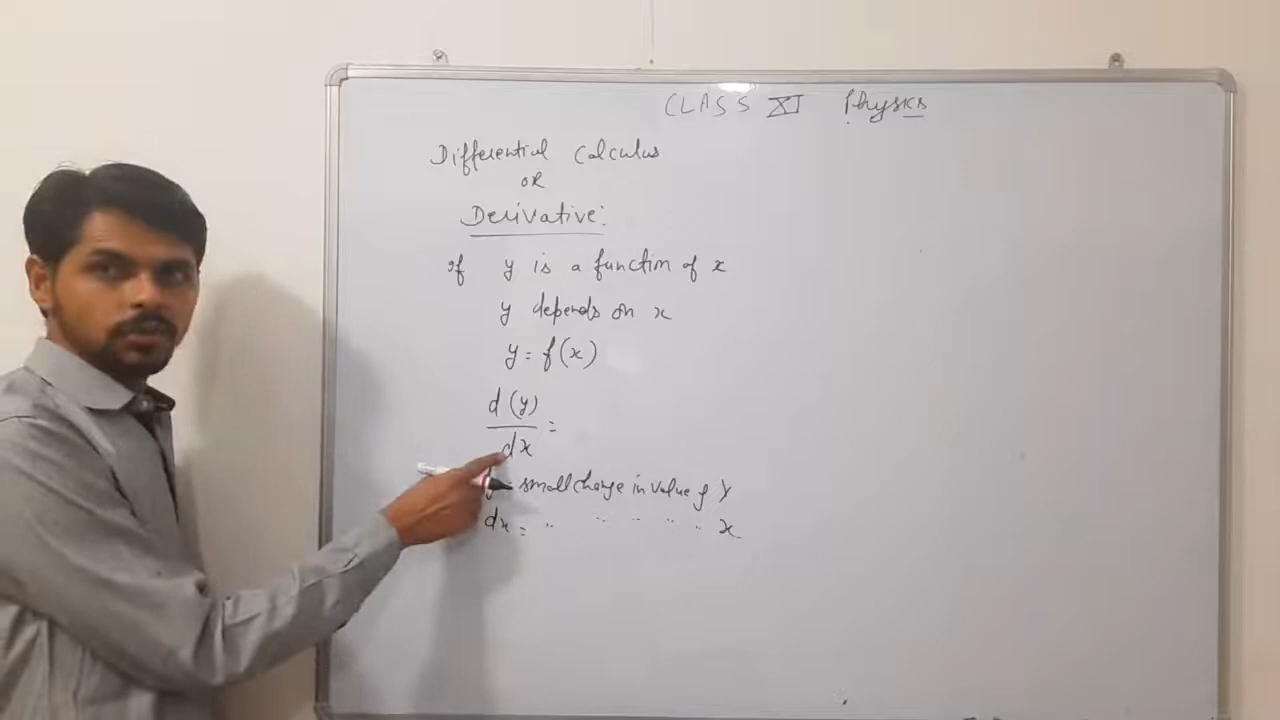 CLASS XI Physics
Differential Calculus
OR
Derivative:
If y is a function of x
y depends on x
y = f(x)
d (y)
dx =
= small change in value of y
dx = " " " " " x